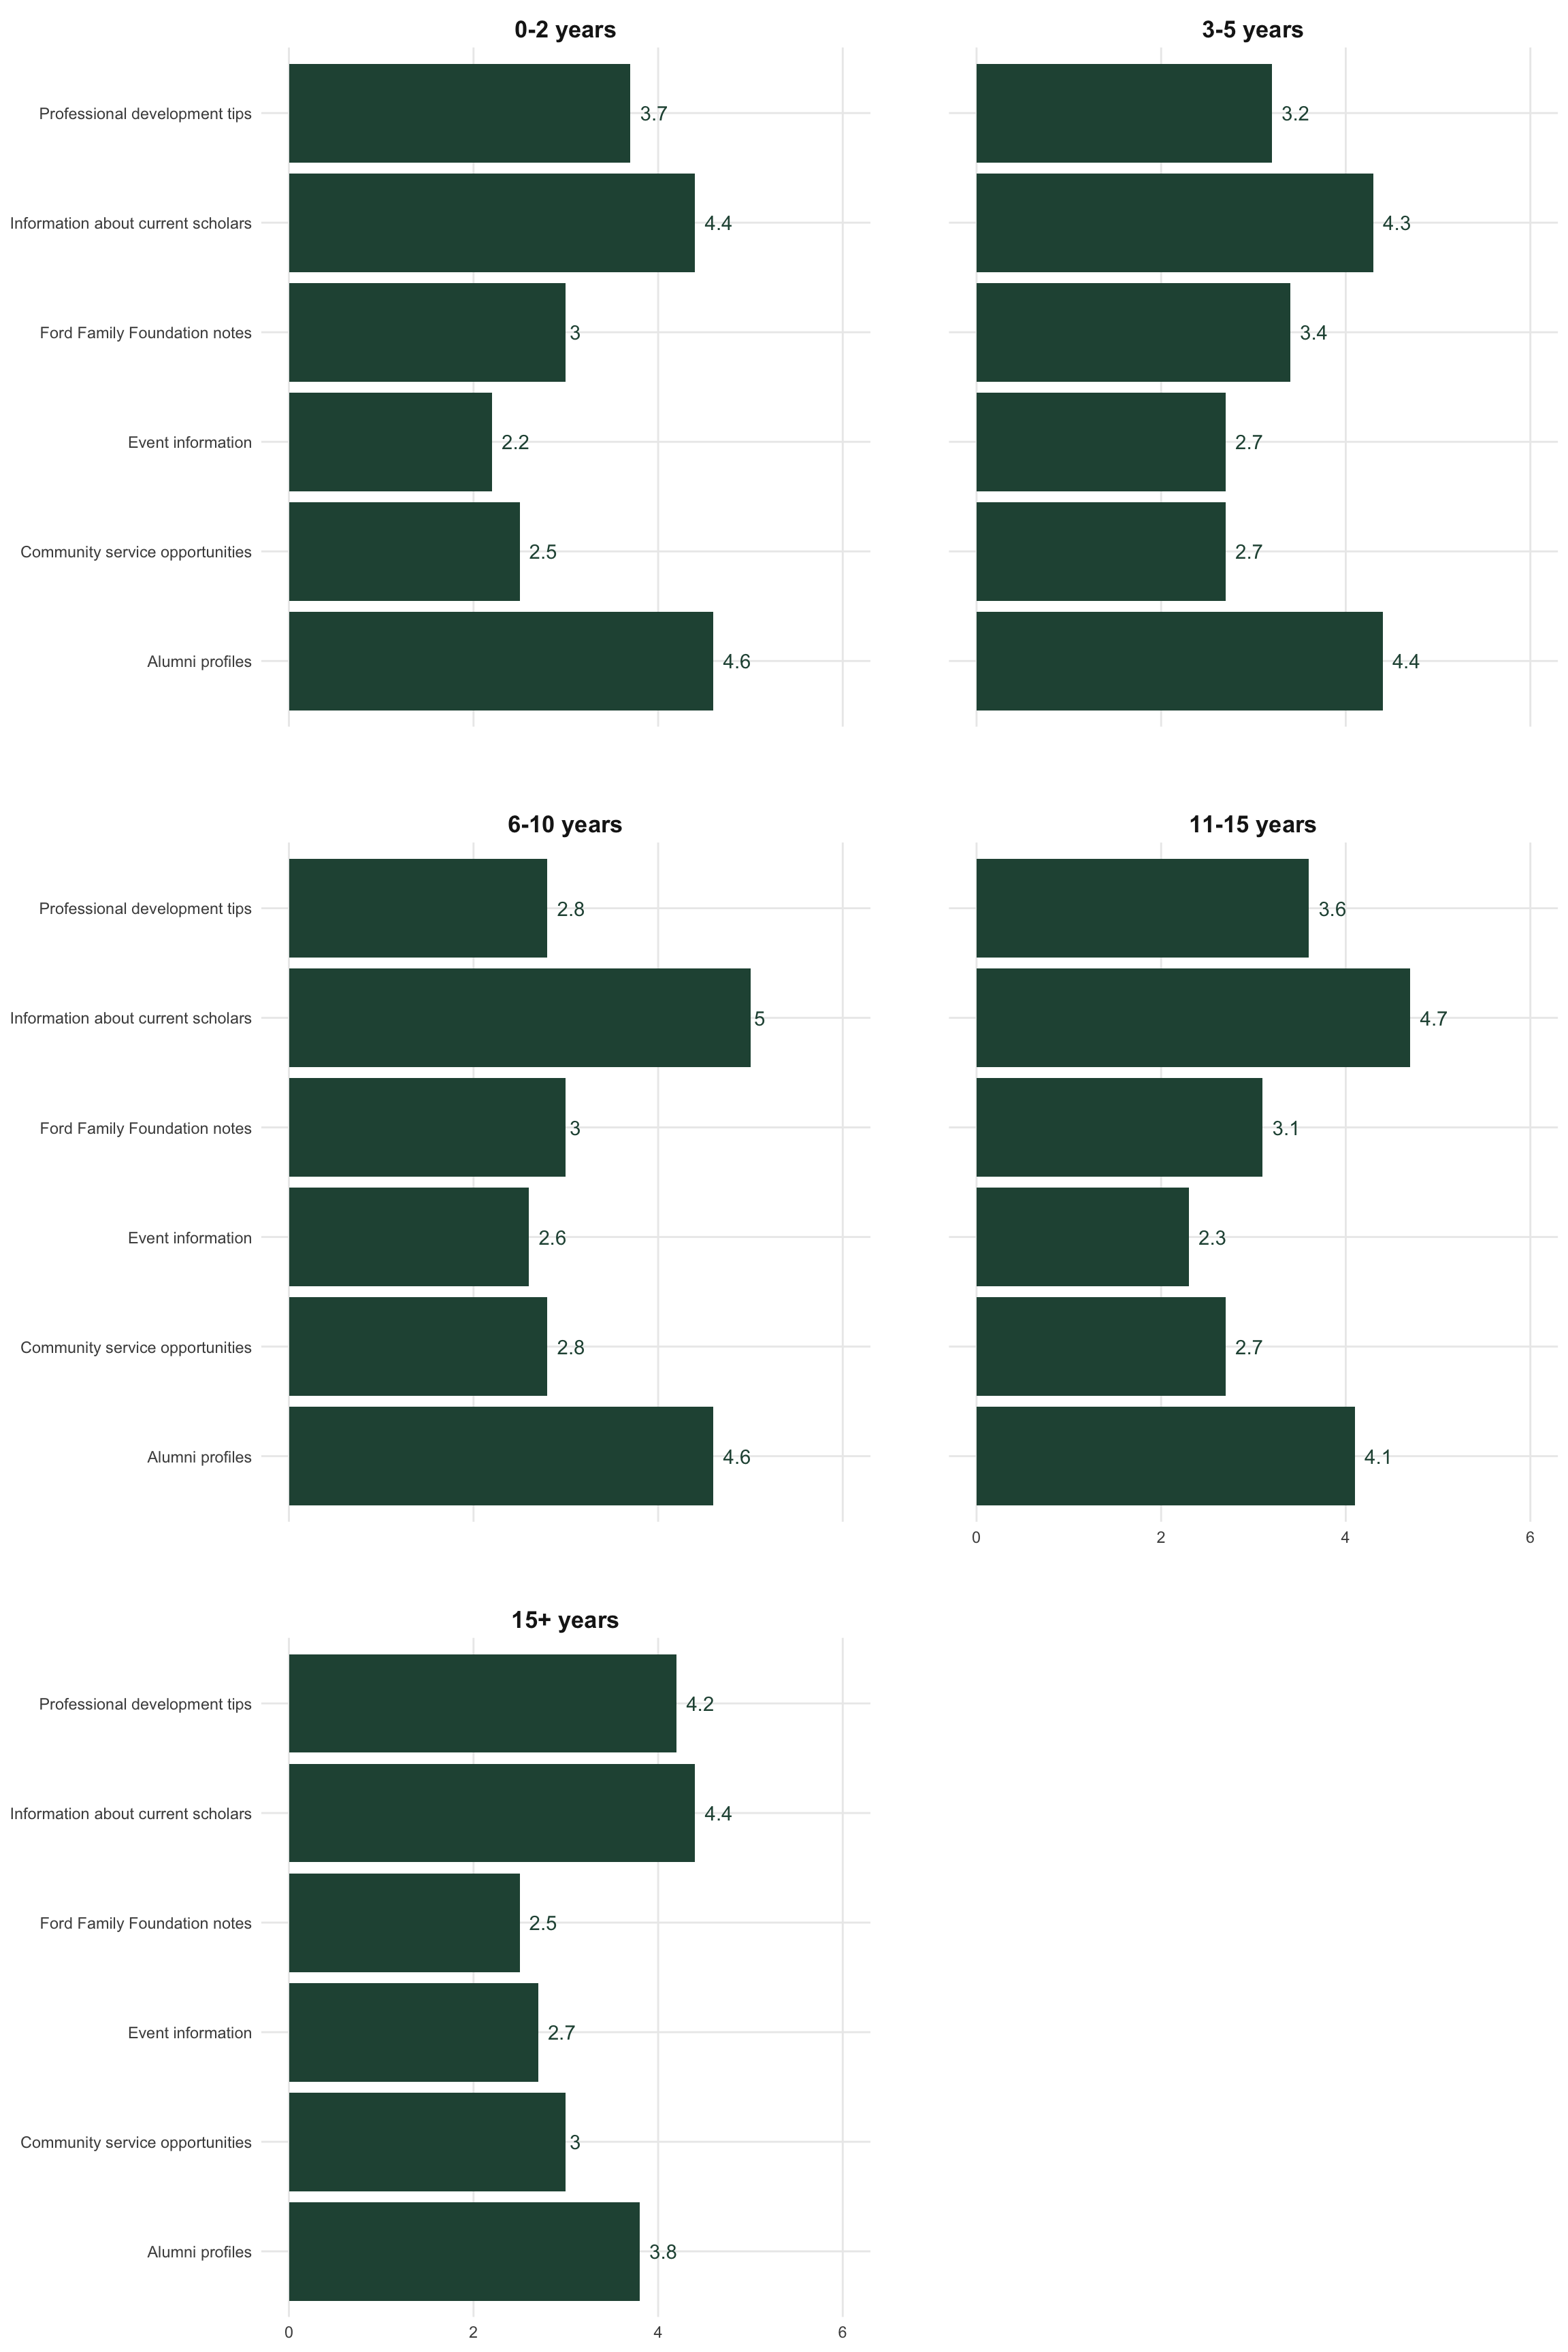 0-2 years
3-5 years
Professional development tips
3.7
3.2
Information about current scholars
4.4
4.3
Ford Family Foundation notes
3
3.4
Event information
2.2
2.7
Community service opportunities
2.5
2.7
Alumni profiles
4.6
4.4
6-10 years
11-15 years
Professional development tips
2.8
3.6
Information about current scholars
5
4.7
Ford Family Foundation notes
3
3.1
Event information
2.6
2.3
Community service opportunities
2.8
2.7
Alumni profiles
4.6
4.1
0 2 4 6
15+ years
Professional development tips
4.2
Information about current scholars
4.4
Ford Family Foundation notes
2.5
Event information
2.7
Community service opportunities
3
Alumni profiles
3.8
0 2 4 6